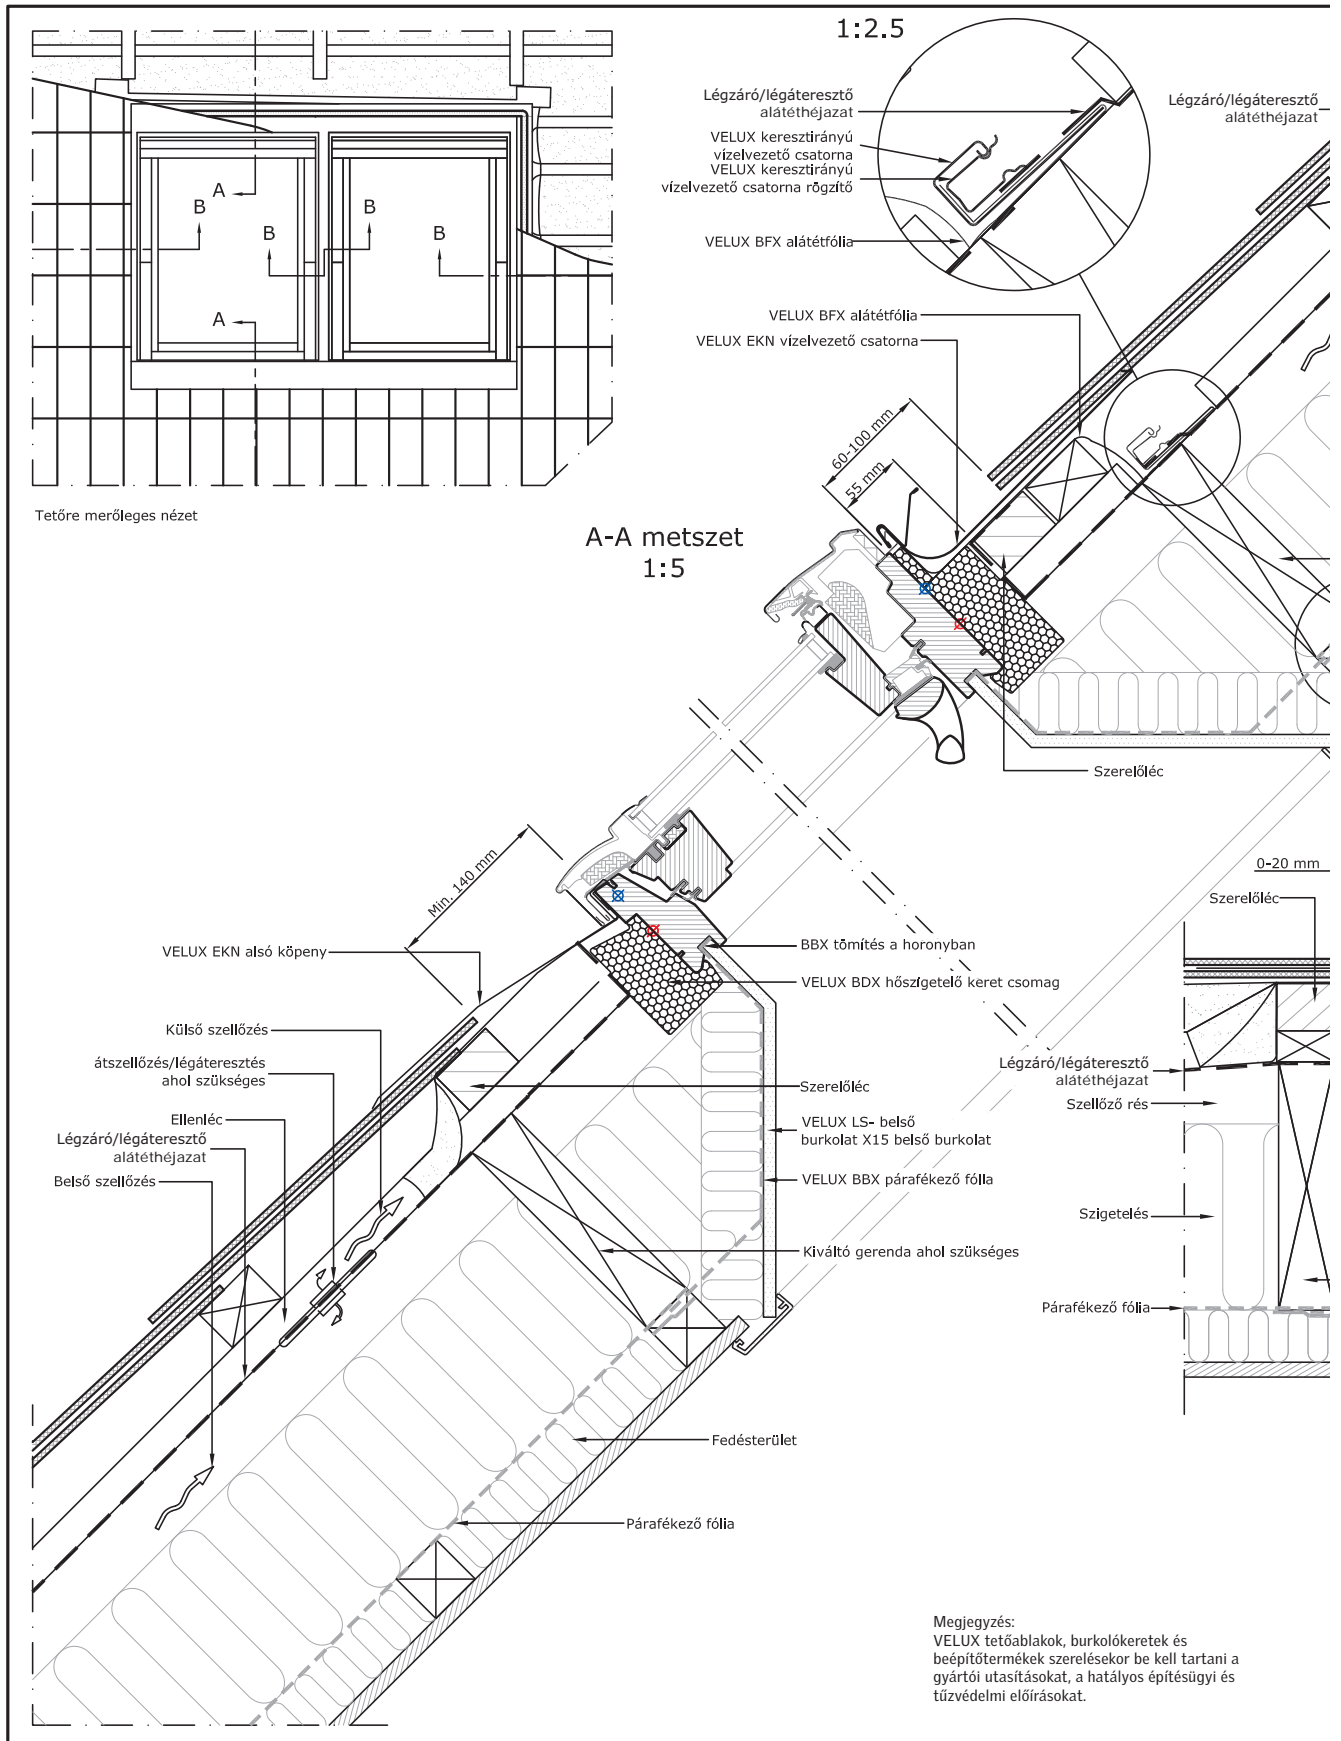 1:2.5
Légzáró/légáteresztő
alátéthéjazat
VELUX keresztirányú
vízelvezető csatorna
VELUX keresztirányú
vízelvezető csatorna rögzítő
VELUX BFX alátétfólia
Légzáró/légáteresztő
alátéthéjazat
A
B
B
B
B
A
Tetőre merőleges nézet
VELUX BFX alátétfólia
VELUX EKN vízelvezető csatorna
60-100 mm
55 mm
A-A metszet
1:5
Szerelőléc
Min. 140 mm
VELUX EKN alsó köpeny
Külső szellőzés
átszellőzés/légáteresztés
ahol szükséges
Ellenléc
Légzáró/légáteresztő
alátéthéjazat
Belső szellőzés
BBX tömítés a horonyban
VELUX BDX hőszigetelő keret csomag
Szerelőléc
VELUX LS- belső
burkolat X15 belső burkolat
VELUX BBX párafékező fólia
Kiváltó gerenda ahol szükséges
Fedésterület
Párafékező fólia
0-20 mm
Szerelőléc
Légzáró/légáteresztő
alátéthéjazat
Szellőző rés
Szigetelés
Párafékező fólia
Megjegyzés:
VELUX tetőablakok, burkolókeretek és
beépítőtermékek szerelésekor be kell tartani a
gyártói utasításokat, a hatályos építésügyi és
tűzvédelmi előírásokat.